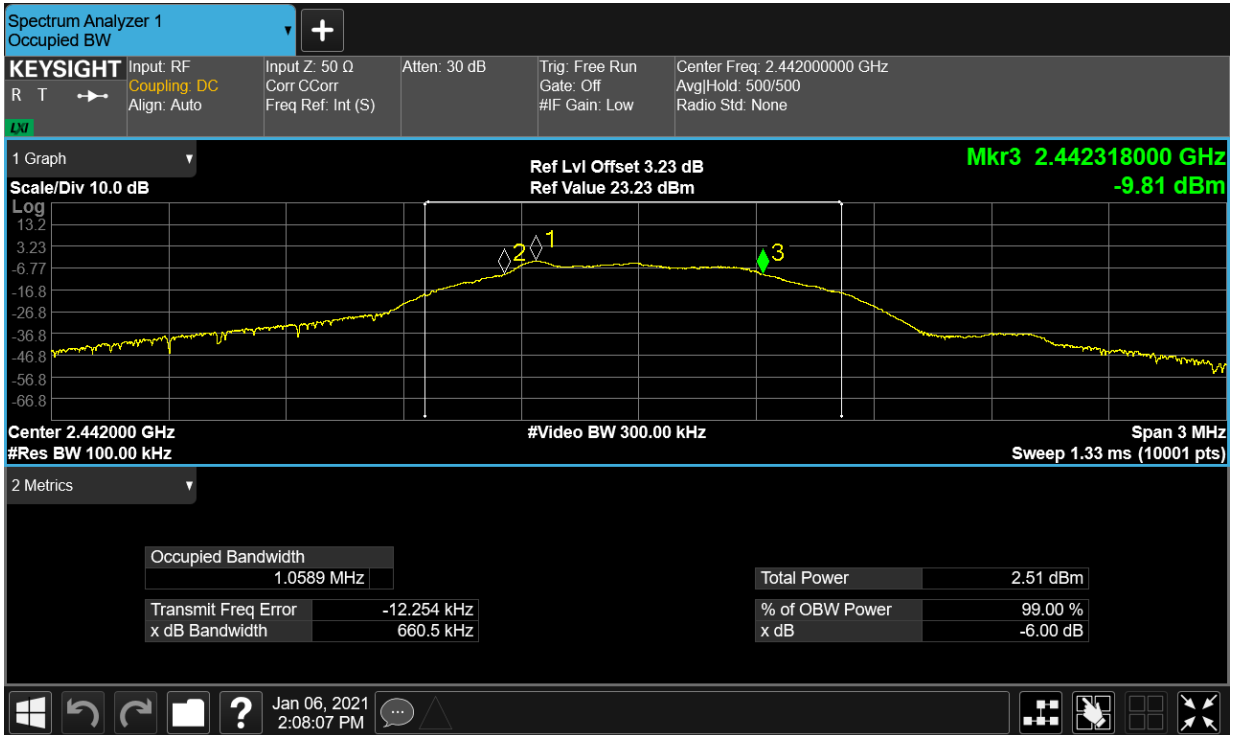 Spectrum Analyzer 1
Occupied BW
KEYSIGHT
R T
LXI
Input: RF
Coupling: DC
Align: Auto
Input Z: 50 Ω
Corr CCorr
Freq Ref: Int (S)
Atten: 30 dB
Trig: Free Run
Gate: Off
#IF Gain: Low
Center Freq: 2.442000000 GHz
Avg|Hold: 500/500
Radio Std: None
1 Graph
Scale/Div 10.0 dB
Ref Lvl Offset 3.23 dB
Ref Value 23.23 dBm
Mkr3 2.442318000 GHz
-9.81 dBm
Log
13.2
3.23
-6.77
-16.8
-26.8
-36.8
-46.8
-56.8
-66.8
2
1
3
Center 2.442000 GHz
#Res BW 100.00 kHz
#Video BW 300.00 kHz
Span 3 MHz
Sweep 1.33 ms (10001 pts)
2 Metrics
Occupied Bandwidth
1.0589 MHz
Transmit Freq Error -12.254 kHz
x dB Bandwidth 660.5 kHz
Total Power 2.51 dBm
% of OBW Power 99.00 %
x dB -6.00 dB
?
Jan 06, 2021
2:08:07 PM